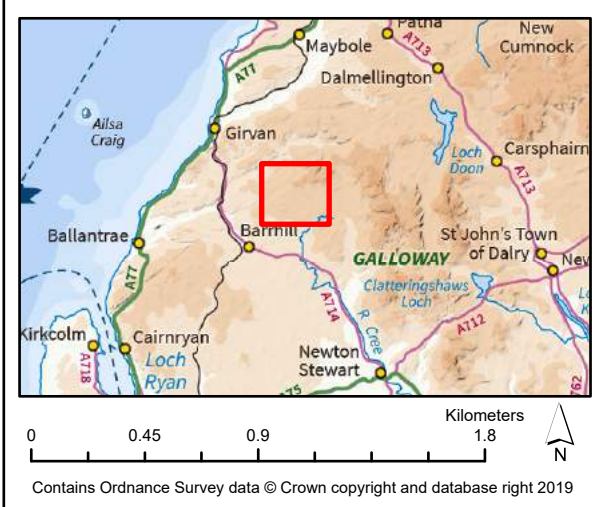 Patna
New
Cumnock
Maybole
A713
A77
Dalmellington
Ailsa
Craig
Girvan
Loch
Doon
Carsphairn
A713
Ballantrae
Barrhill
St John's Town
of Dalry
GALLOWAY
Clatteringshaws
Loch
A77
A714
R. Cree
A712
Kirkcolm
Cairnryan
Loch
Ryan
A718
Newton
Stewart
A75
Kilometers
0 0.45 0.9 1.8
N
Contains Ordnance Survey data © Crown copyright and database right 2019